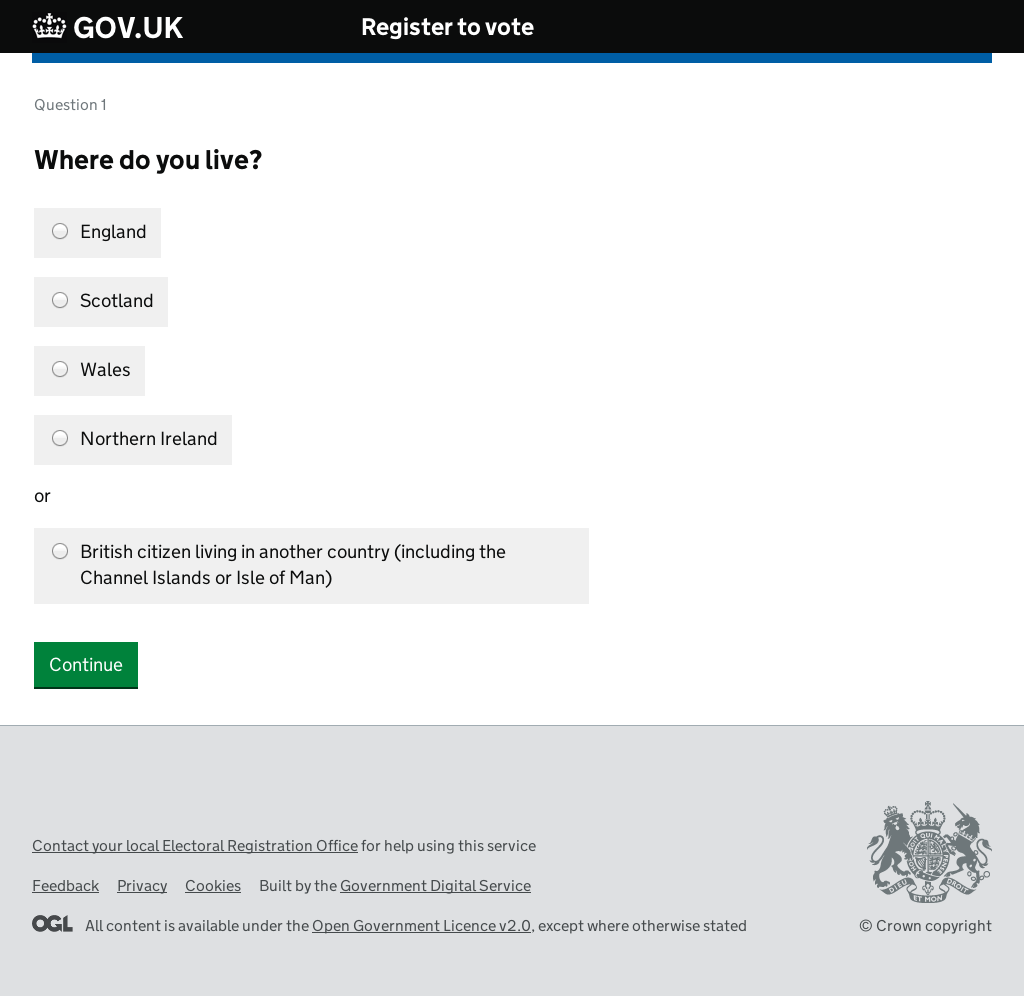 GOV.UK
Register to vote
Question 1
Where do you live?
England
Scotland
Wales
Northern Ireland
or
British citizen living in another country (including the
Channel Islands or Isle of Man)
Continue
Contact your local Electoral Registration Office for help using this service
Feedback Privacy Cookies Built by the Government Digital Service
OGL All content is available under the Open Government Licence v2.0, except where otherwise stated
DIEU ET MON DROIT
© Crown copyright